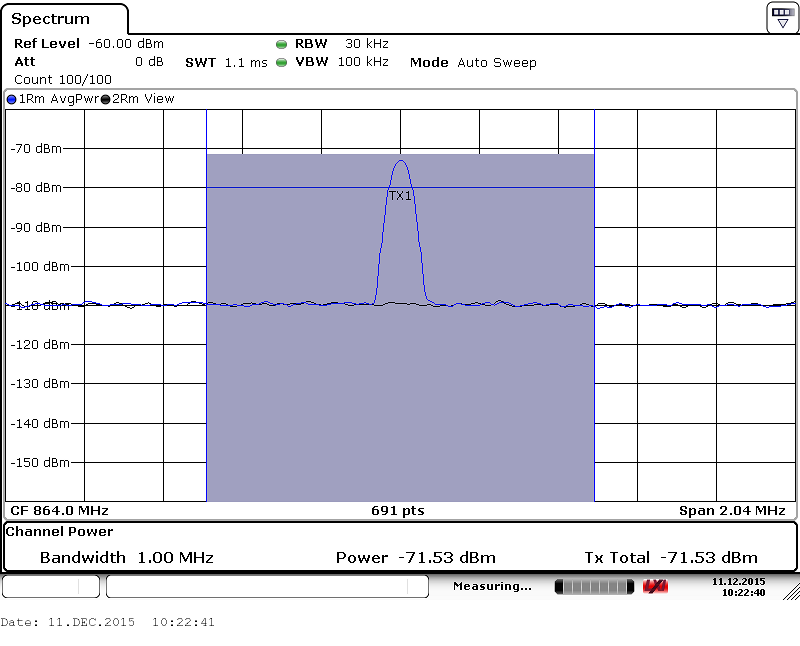 Spectrum
Ref Level -60.00 dBm RBW 30 kHz
Att 0 dB SWT 1.1 ms VBW 100 kHz Mode Auto Sweep
Count 100/100
1Rm AvgPwr 2Rm View
-70 dBm
-80 dBm
TX1
-90 dBm
-100 dBm
-110 dBm
-120 dBm
-130 dBm
-140 dBm
-150 dBm
CF 864.0 MHz 691 pts Span 2.04 MHz
Channel Power
Bandwidth 1.00 MHz Power -71.53 dBm Tx Total -71.53 dBm
Measuring... LXI 11.12.2015
10:22:40
Date: 11.DEC.2015 10:22:41